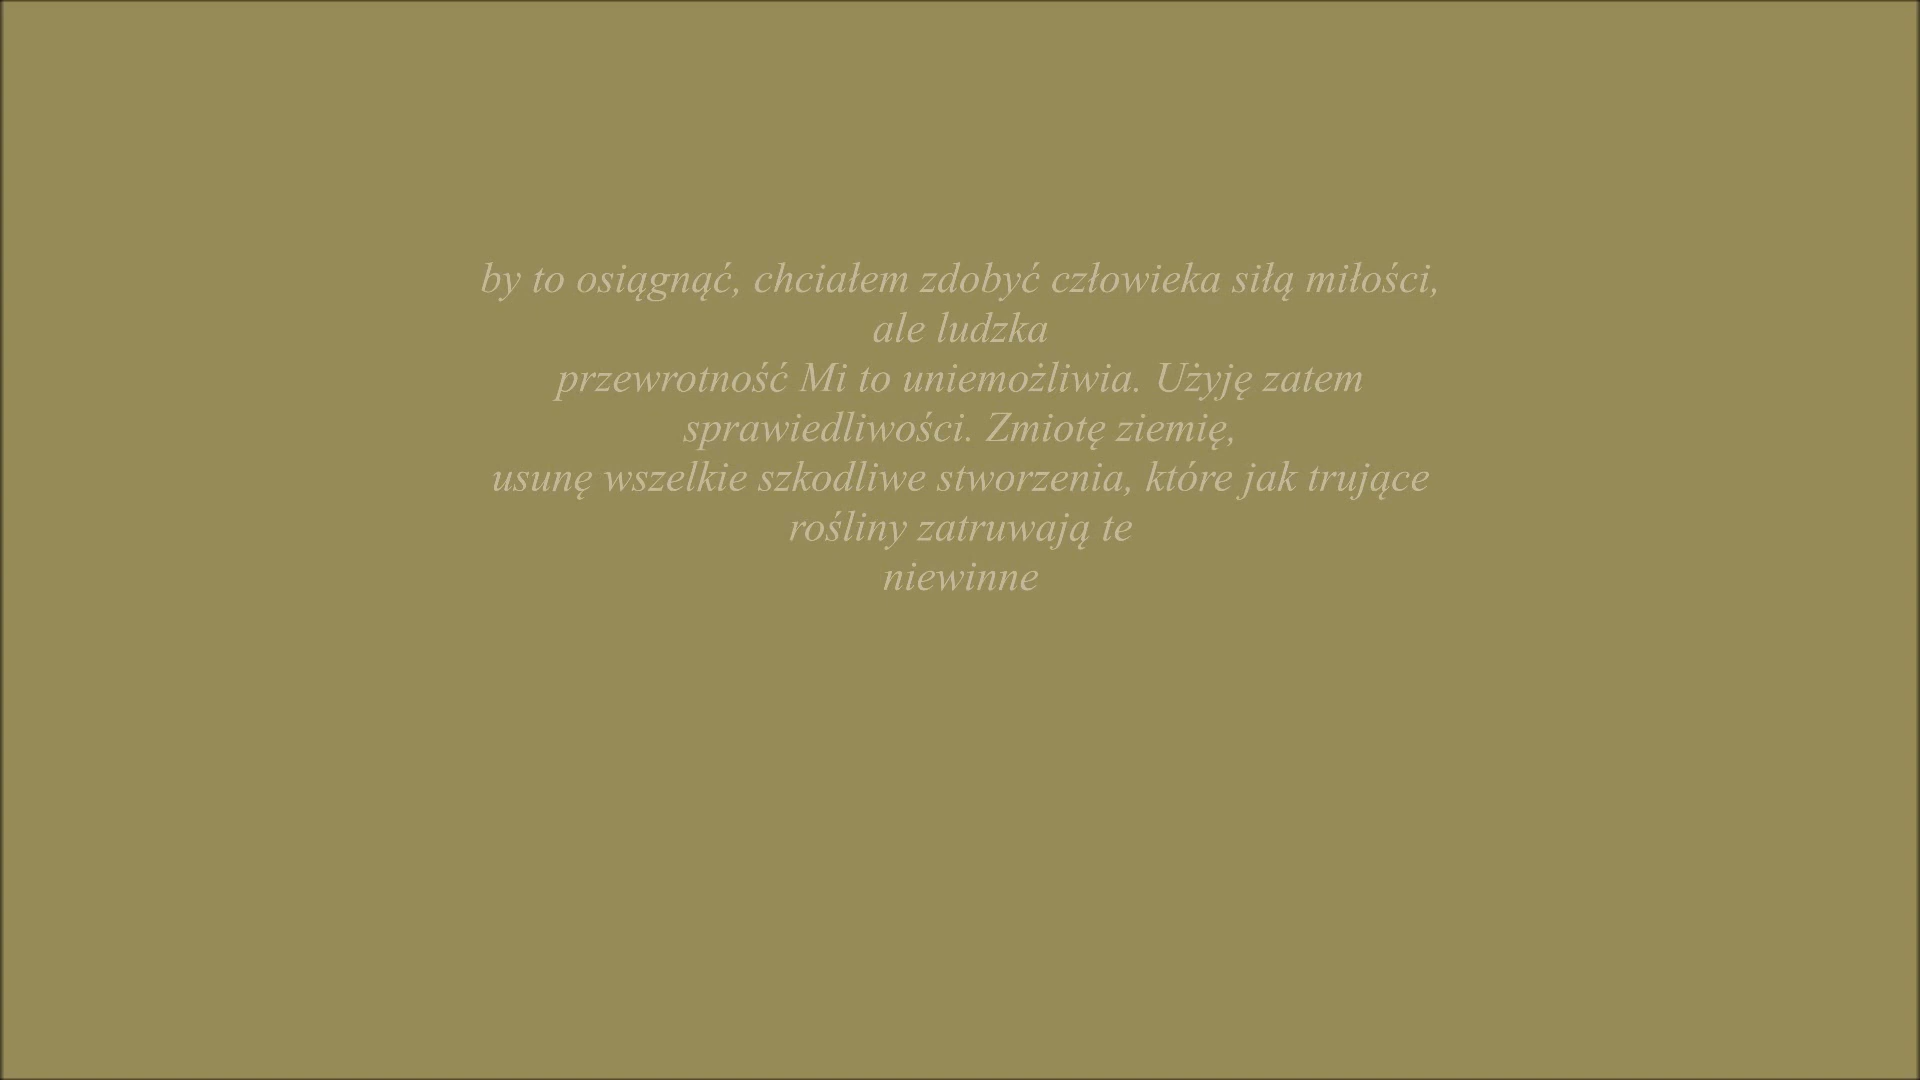 by to osiągnąć, chciałem zdobyć człowieka siłą miłości,
ale ludzka
przewrotność Mi to uniemożliwia. Użyję zatem
sprawiedliwości. Zmiotę ziemię,
usunę wszelkie szkodliwe stworzenia, które jak trujące
rośliny zatruwają te
niewinne